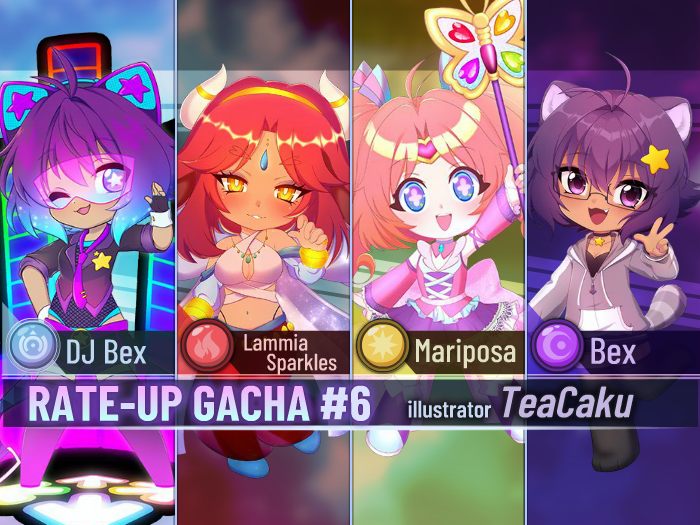 DJ Bex
Lammia
Sparkles
Mariposa
Bex
RATE-UP GACHA #6
illustrator TeaCaku